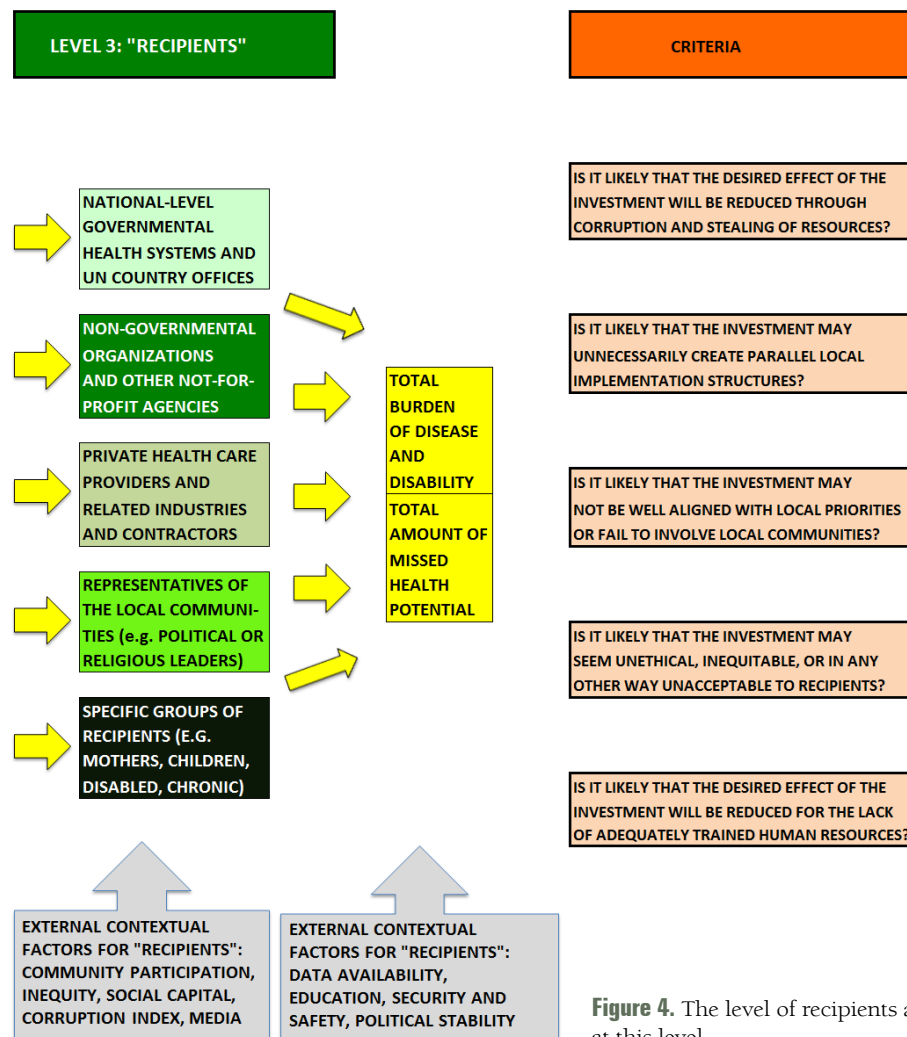 LEVEL 3: "RECIPIENTS"
CRITERIA
NATIONAL-LEVEL
GOVERNMENTAL
HEALTH SYSTEMS AND
UN COUNTRY OFFICES
NON-GOVERNMENTAL
ORGANIZATIONS
AND OTHER NOT-FOR-
PROFIT AGENCIES
PRIVATE HEALTH CARE
PROVIDERS AND
RELATED INDUSTRIES
AND CONTRACTORS
REPRESENTATIVES OF
THE LOCAL COMMUNI-
TIES (e.g. POLITICAL OR
RELIGIOUS LEADERS)
SPECIFIC GROUPS OF
RECIPIENTS (E.G.
MOTHERS, CHILDREN,
DISABLED, CHRONIC)
TOTAL
BURDEN
OF DISEASE
AND
DISABILITY
TOTAL
AMOUNT OF
MISSED
HEALTH
POTENTIAL
IS IT LIKELY THAT THE DESIRED EFFECT OF THE
INVESTMENT WILL BE REDUCED THROUGH
CORRUPTION AND STEALING OF RESOURCES?
IS IT LIKELY THAT THE INVESTMENT MAY
UNNECESSARILY CREATE PARALLEL LOCAL
IMPLEMENTATION STRUCTURES?
IS IT LIKELY THAT THE INVESTMENT MAY
NOT BE WELL ALIGNED WITH LOCAL PRIORITIES
OR FAIL TO INVOLVE LOCAL COMMUNITIES?
IS IT LIKELY THAT THE INVESTMENT MAY
SEEM UNETHICAL, INEQUITABLE, OR IN ANY
OTHER WAY UNACCEPTABLE TO RECIPIENTS?
IS IT LIKELY THAT THE DESIRED EFFECT OF THE
INVESTMENT WILL BE REDUCED FOR THE LACK
OF ADEQUATELY TRAINED HUMAN RESOURCES?
EXTERNAL CONTEXTUAL
FACTORS FOR "RECIPIENTS":
COMMUNITY PARTICIPATION,
INEQUITY, SOCIAL CAPITAL,
CORRUPTION INDEX, MEDIA
EXTERNAL CONTEXTUAL
FACTORS FOR "RECIPIENTS":
DATA AVAILABILITY,
EDUCATION, SECURITY AND
SAFETY, POLITICAL STABILITY
Figure 4. The level of recipients
at this level